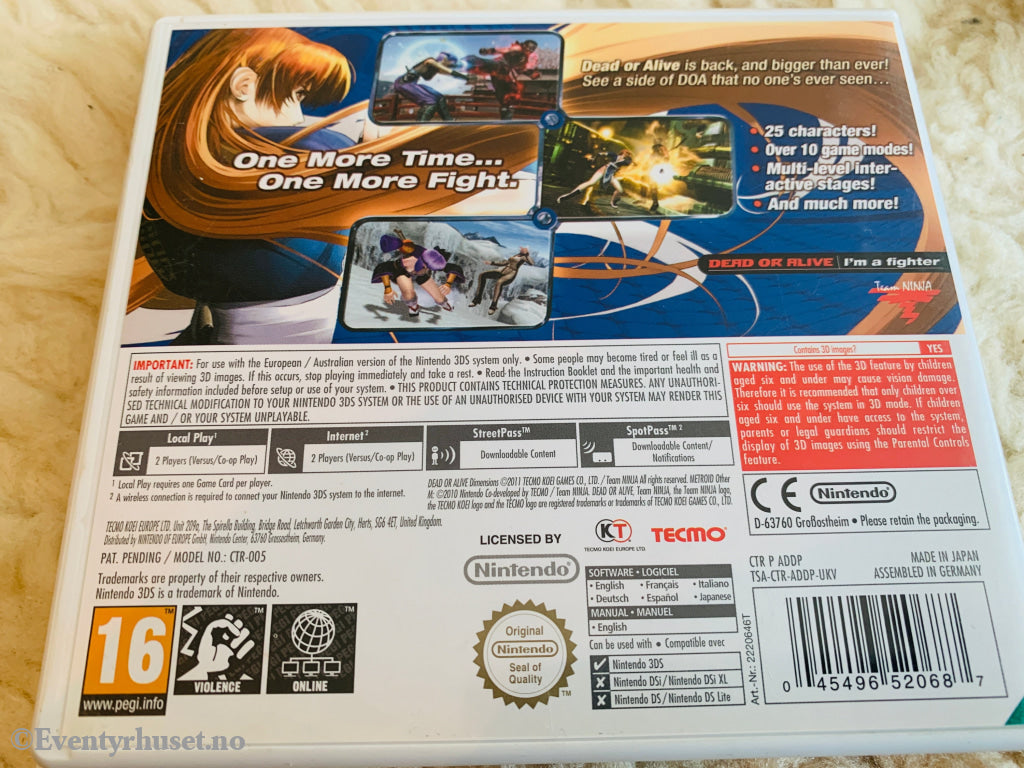 Dead or Alive is back, and bigger than ever!
See a side of DOA that no one's ever seen...
One More Time...
One More Fight.
• 25 characters!
• Over 10 game modes!
• Multi-level inter-
active stages!
• And much more!
DEAD OR ALIVE | I'm a fighter
Team NINJA
IMPORTANT: For use with the European / Australian version of the Nintendo 3DS system only. • Some people may become tired or feel ill as a
result of viewing 3D images. If this occurs, stop playing immediately and take a rest. • Read the Instruction Booklet and the important health and
safety information included before setup or use of your system. • THIS PRODUCT CONTAINS TECHNICAL PROTECTION MEASURES. ANY UNAUTHORI-
SED TECHNICAL MODIFICATION TO YOUR NINTENDO 3DS SYSTEM OR THE USE OF AN UNAUTHORISED DEVICE WITH YOUR SYSTEM MAY RENDER THIS
GAME AND / OR YOUR SYSTEM UNPLAYABLE.
Contains 3D images? YES
WARNING: The use of the 3D feature by children
aged six and under may cause vision damage.
Therefore it is recommended that only children over
six should use the system in 3D mode. If children
aged six and under have access to the system,
parents or legal guardians should restrict the
display of 3D images using the Parental Controls
feature.
Local Play¹
2 Players (Versus/Co-op Play)
Internet²
2 Players (Versus/Co-op Play)
StreetPass™
Downloadable Content
SpotPass™ ²
Downloadable Content/
Notifications
¹ Local Play requires one Game Card per player.
² A wireless connection is required to connect your Nintendo 3DS system to the internet.
DEAD OR ALIVE Dimensions ©2011 TECMO KOEI GAMES CO., LTD. / Team NINJA All rights reserved. METROID Other
M: ©2010 Nintendo Co-developed by TECMO / Team NINJA. DEAD OR ALIVE, Team NINJA, the Team NINJA logo,
the TECMO KOEI logo and the TECMO logo are registered trademarks or trademarks of TECMO KOEI GAMES CO., LTD.
TECMO KOEI EUROPE LTD. Unit 209a, The Spirella Building, Bridge Road, Letchworth Garden City, Herts, SG6 4ET, United Kingdom.
Distributed by NINTENDO OF EUROPE GmbH, Nintendo Center, 63760 Grossostheim, Germany.
PAT. PENDING / MODEL NO.: CTR-005
Trademarks are property of their respective owners.
Nintendo 3DS is a trademark of Nintendo.
LICENSED BY
Nintendo®
KT
TECMO KOEI EUROPE LTD.
TECMO®
CE Nintendo®
D-63760 Großostheim • Please retain the packaging.
SOFTWARE • LOGICIEL
• English • Français • Italiano
• Deutsch • Español • Japanese
MANUAL • MANUEL
• English
Can be used with • Compatible avec
✓ Nintendo 3DS
✗ Nintendo DSi / Nintendo DSi XL
✗ Nintendo DS / Nintendo DS Lite
CTR P ADDP
TSA-CTR-ADDP-UKV
MADE IN JAPAN
ASSEMBLED IN GERMANY
Art.-Nr.: 2220646T
0 45496 52068 7
16 ™
www.pegi.info
VIOLENCE ™
ONLINE ™
Original
Nintendo
Seal of
Quality ™
©Eventyrhuset.no